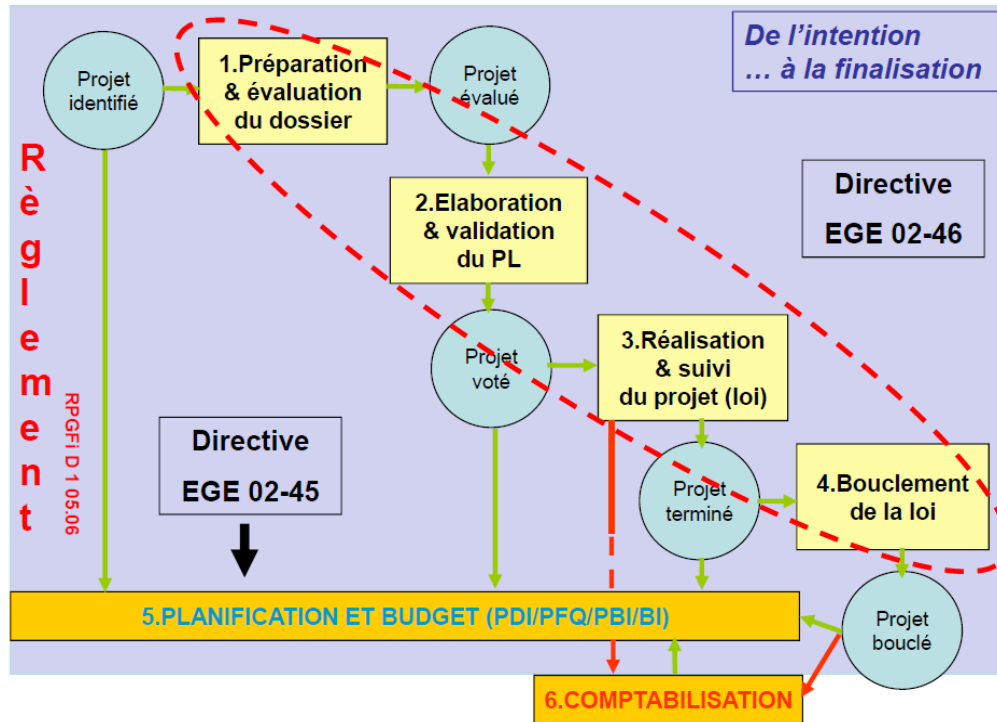 De l'intention
... à la finalisation
Projet
identifié
1.Préparation
& évaluation
du dossier
Projet
évalué
Règlement
RPGFi D 1 05.06
Directive
EGE 02-46
2.Elaboration
& validation
du PL
Projet
voté
3.Réalisation
& suivi
du projet (loi)
Directive
EGE 02-45
Projet
terminé
4.Bouclement
de la loi
5.PLANIFICATION ET BUDGET (PDI/PFQ/PBI/BI)
Projet
bouclé
6.COMPTABILISATION